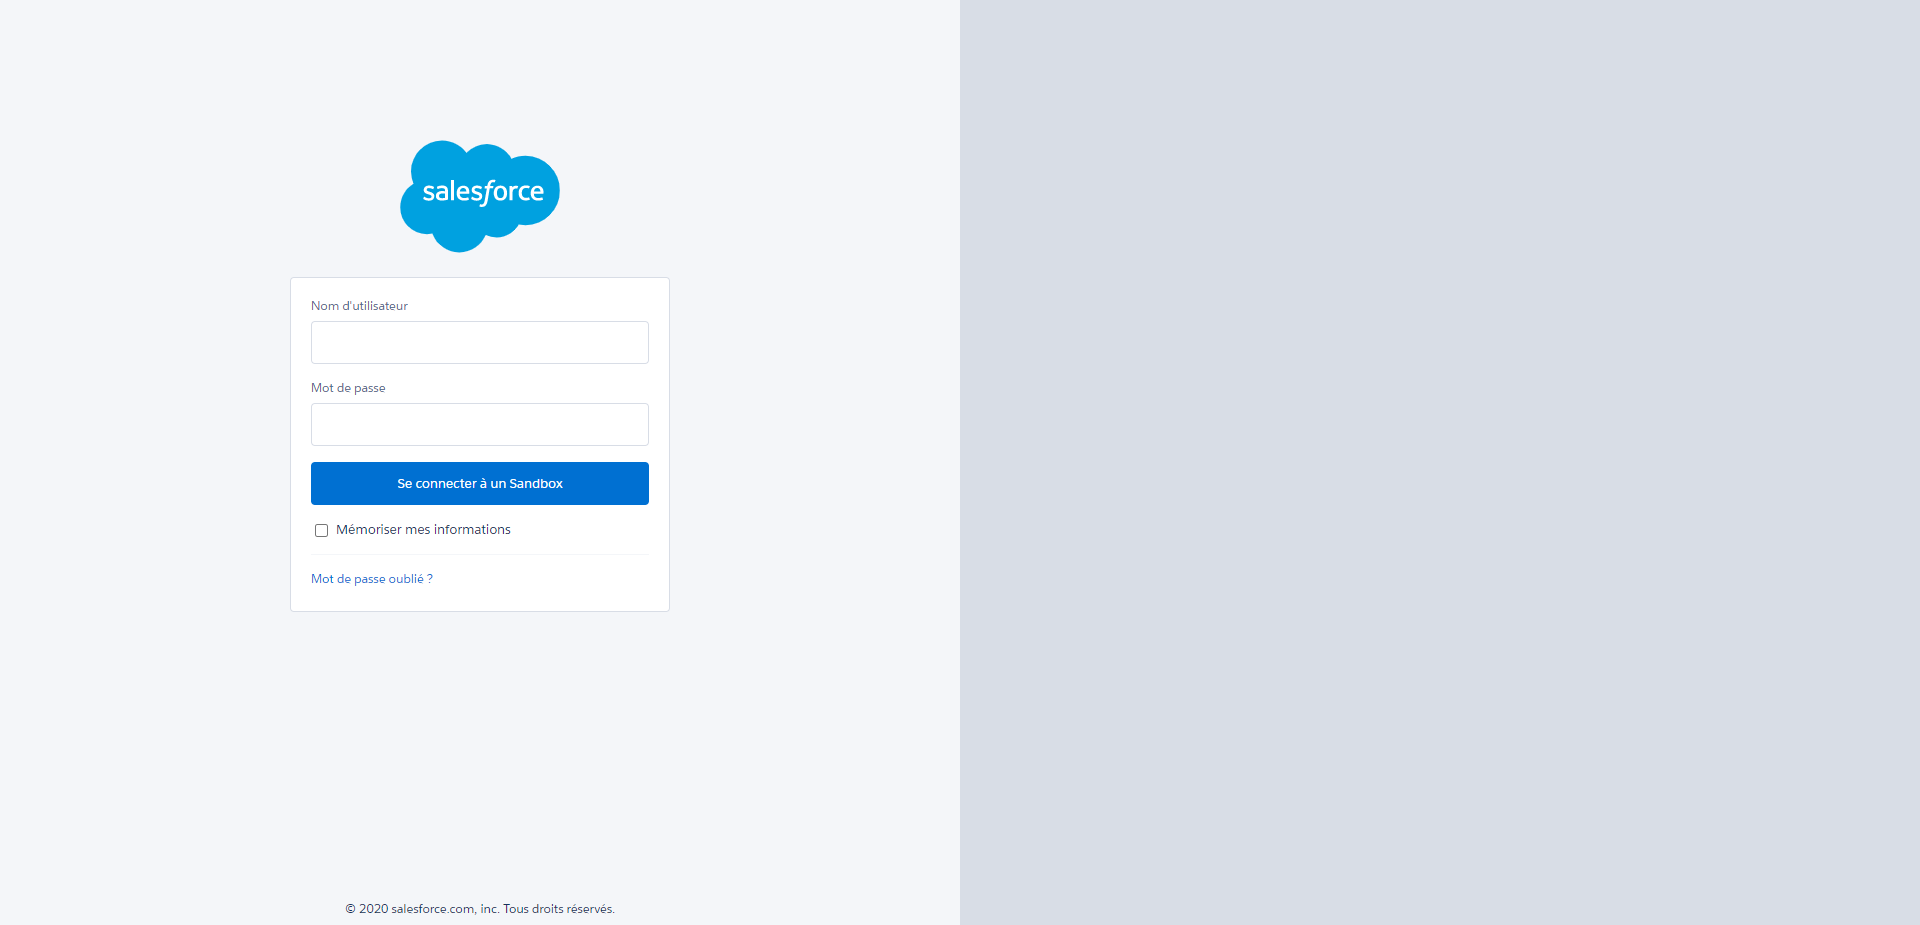 salesforce
Nom d'utilisateur
Mot de passe
Se connecter à un Sandbox
Mémoriser mes informations
Mot de passe oublié ?
© 2020 salesforce.com, inc. Tous droits réservés.